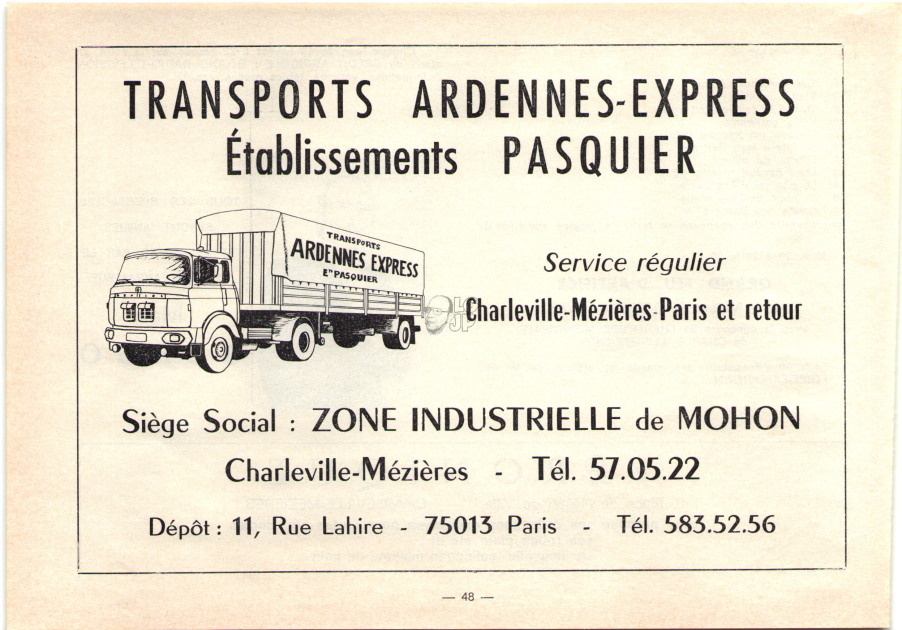 TRANSPORTS ARDENNES-EXPRESS
Établissements PASQUIER
TRANSPORTS
ARDENNES EXPRESS
Ets PASQUIER
Service régulier
Charleville-Mézières-Paris et retour
Siège Social : ZONE INDUSTRIELLE de MOHON
Charleville-Mézières - Tél. 57.05.22
Dépôt : 11, Rue Lahire - 75013 Paris - Tél. 583.52.56
— 48 —